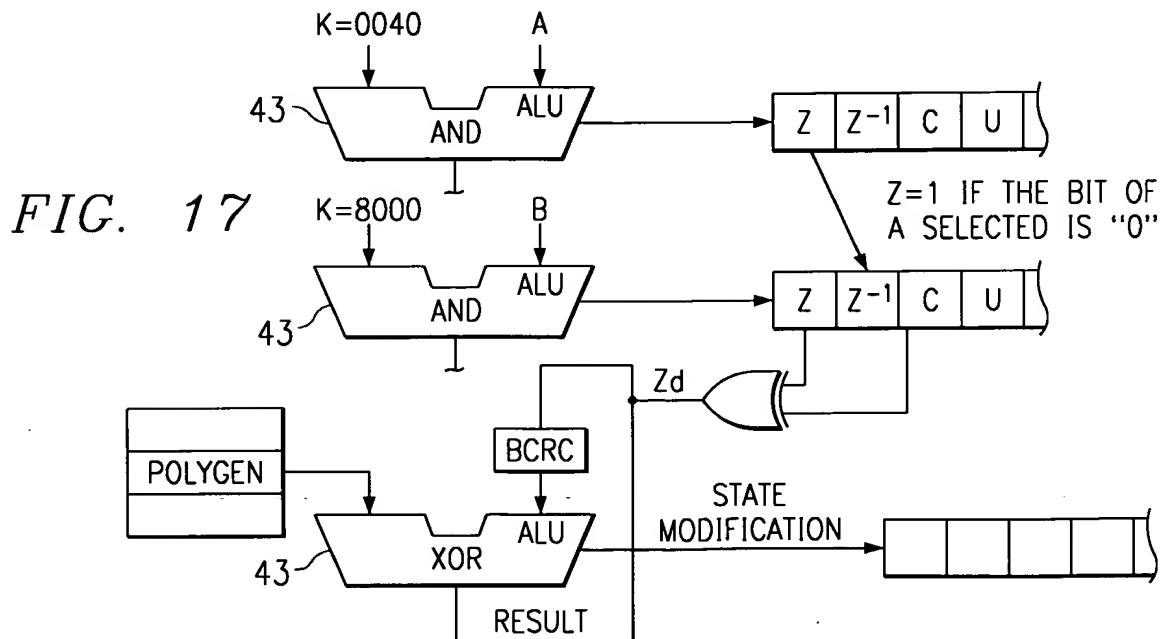 K=0040
A
43
ALU
AND
Z
Z-1
C
U
FIG. 17
K=8000
B
Z=1 IF THE BIT OF
A SELECTED IS “0”
43
ALU
AND
Z
Z-1
C
U
Zd
BCRC
POLYGEN
STATE
MODIFICATION
43
ALU
XOR
RESULT